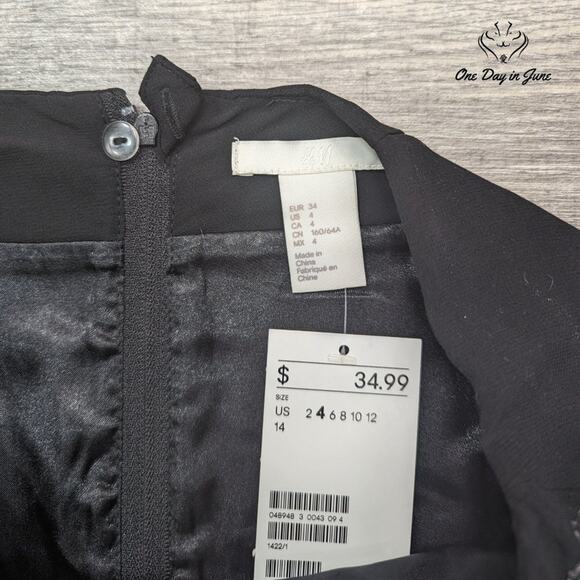 One Day in June
H&M
EUR 34
US 4
CA 4
CN 160/64A
MX 4
Made in
China
Fabriqué en
Chine
$ 34.99
SIZE
US 2 4 6 8 10 12
14
048948 3 0043 09 4
1422/1